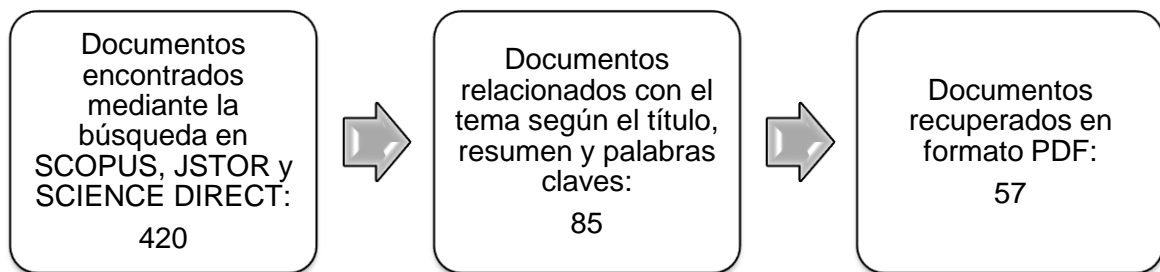 Documentos
encontrados
mediante la
búsqueda en
SCOPUS, JSTOR y
SCIENCE DIRECT:
420
Documentos
relacionados con el
tema según el título,
resumen y palabras
claves:
85
Documentos
recuperados en
formato PDF:
57